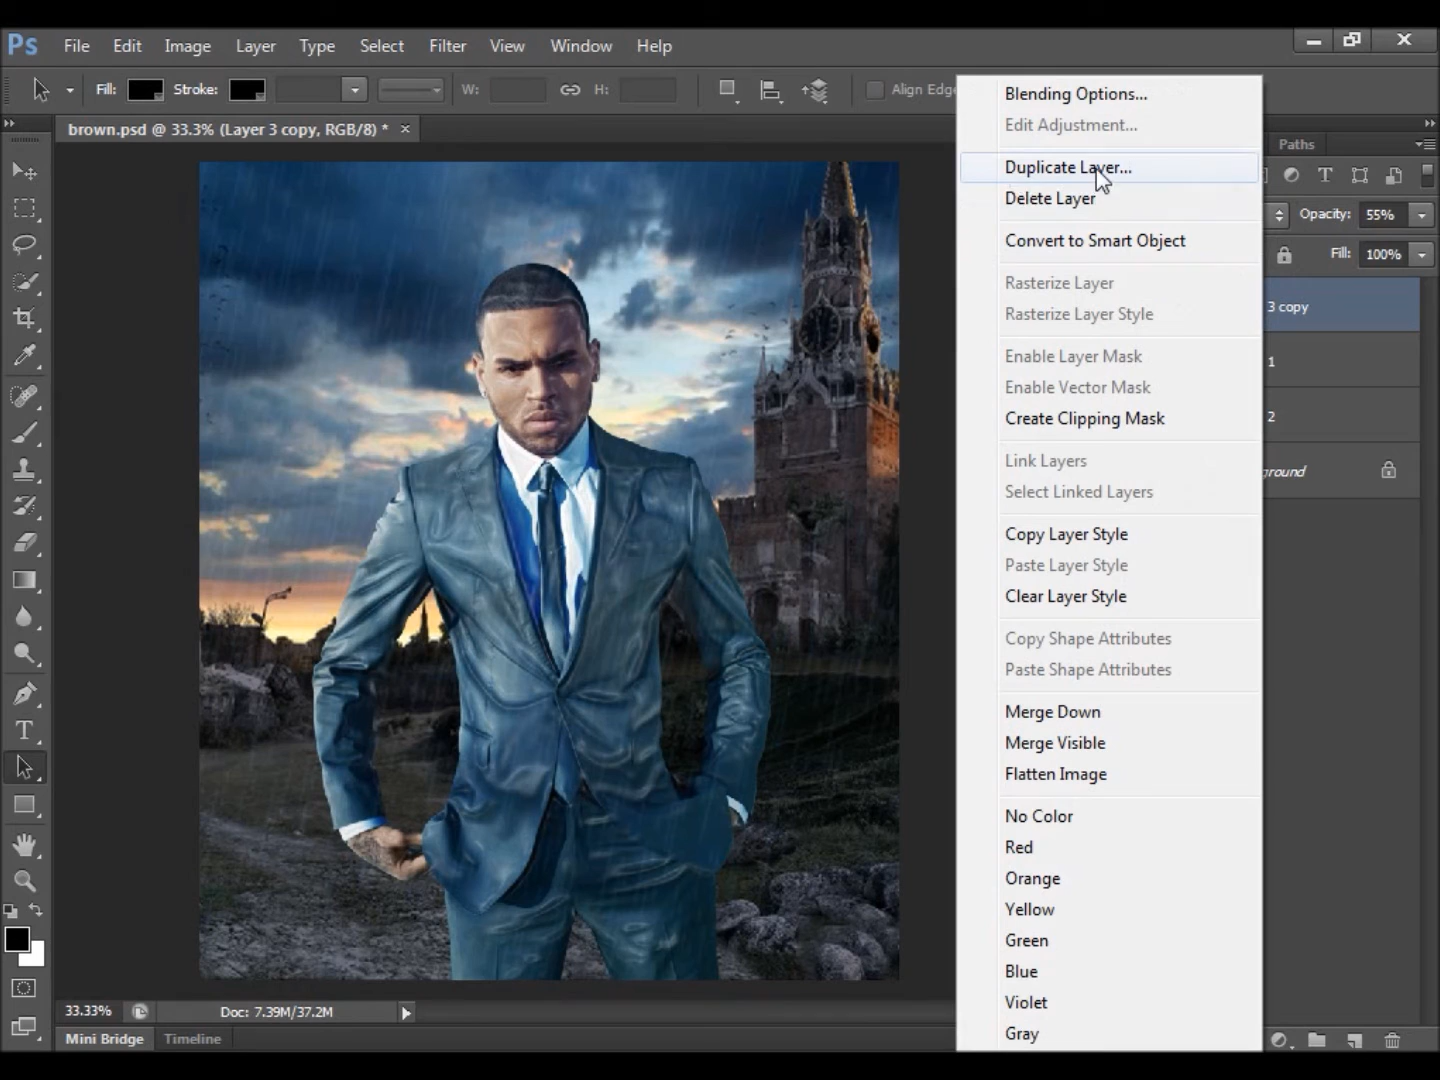 Ps File Edit Image Layer Type Select Filter View Window Help
Fill: Stroke: W: H: Align Edge
brown.psd @ 33.3% (Layer 3 copy, RGB/8) * ×
Paths
Blending Options...
Edit Adjustment...
Duplicate Layer...
Delete Layer
Convert to Smart Object
Rasterize Layer
Rasterize Layer Style
Enable Layer Mask
Enable Vector Mask
Create Clipping Mask
Link Layers
Select Linked Layers
Copy Layer Style
Paste Layer Style
Clear Layer Style
Copy Shape Attributes
Paste Shape Attributes
Merge Down
Merge Visible
Flatten Image
No Color
Red
Orange
Yellow
Green
Blue
Violet
Gray
Opacity: 55%
Fill: 100%
3 copy
1
2
ground
33.33% Doc: 7.39M/37.2M
Mini Bridge Timeline